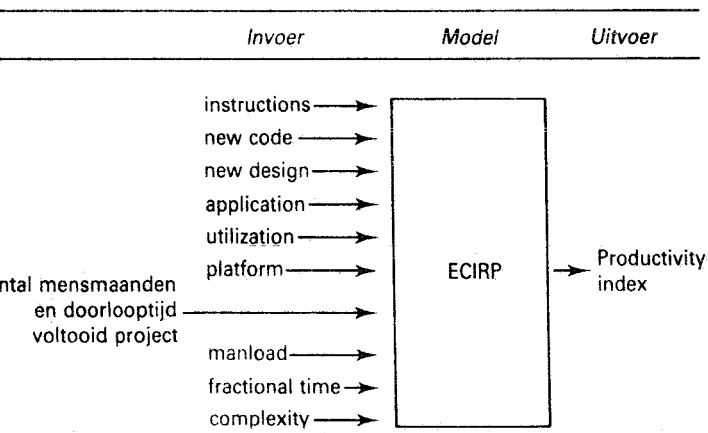 Invoer Model Uitvoer
instructions
new code
new design
application
utilization
platform
ntal mensmaanden
en doorlooptijd
voltooid project
manload
fractional time
complexity
ECIRP
Productivity
index